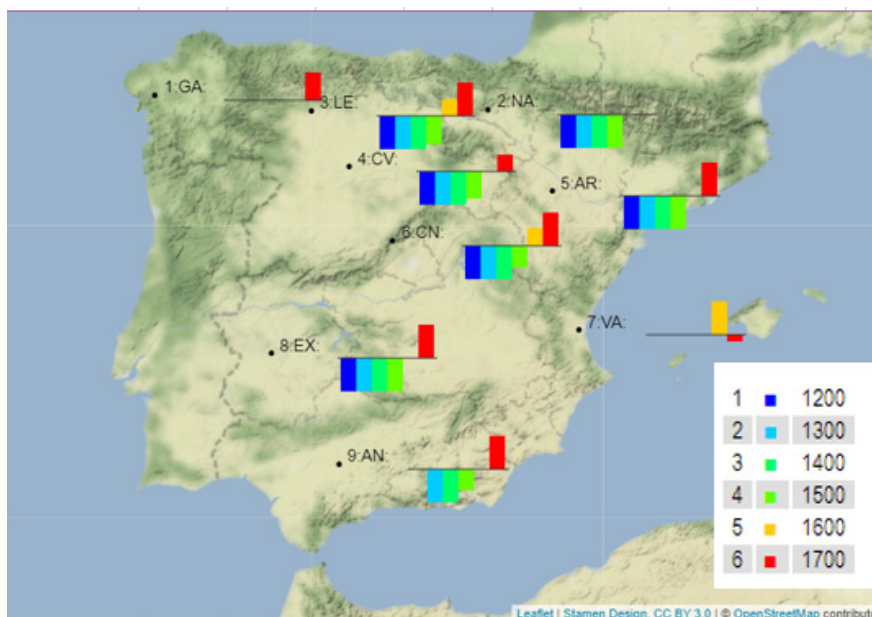 1:GA:
3:LE:
2:NA:
4:CV:
5:AR:
6:CN:
7:VA:
8:EX:
9:AN:
1 1200
2 1300
3 1400
4 1500
5 1600
6 1700
Leaflet | Stamen Design, CC BY 3.0 | © OpenStreetMap contribut